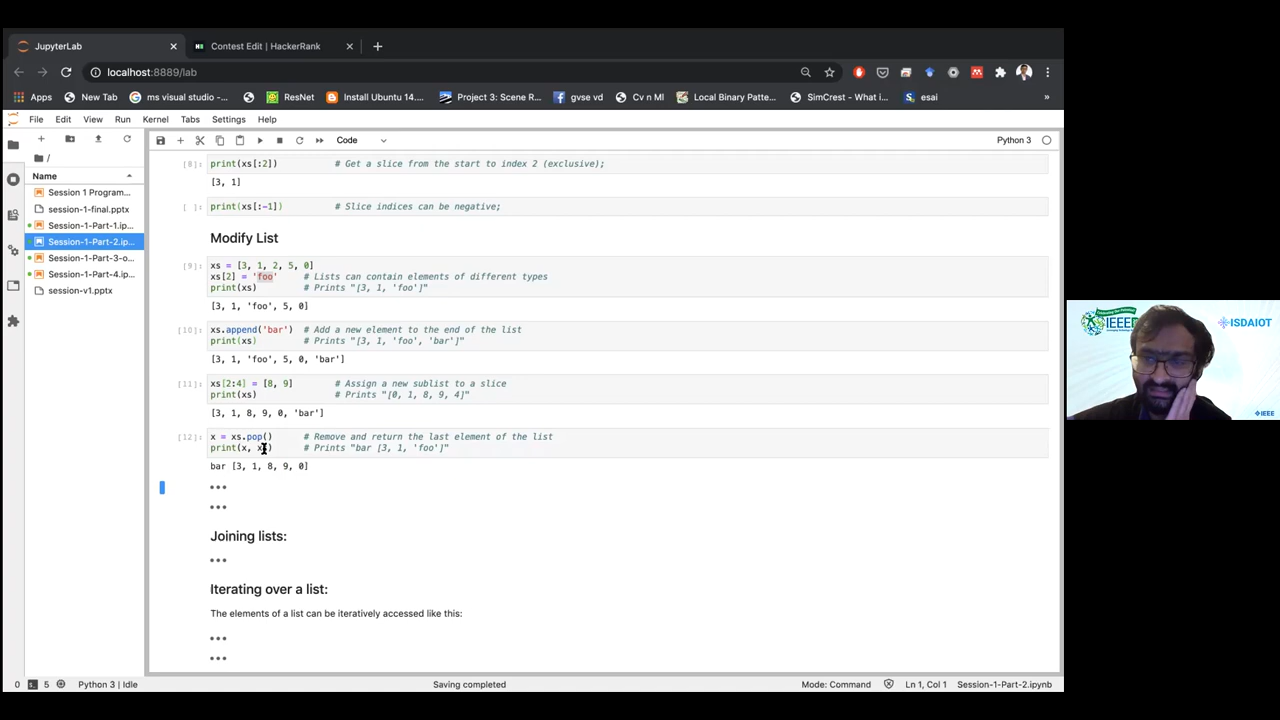 JupyterLab
Contest Edit | HackerRank
localhost:8889/lab
Apps
New Tab
ms visual studio -...
ResNet
Install Ubuntu 14....
Project 3: Scene R...
gvse vd
Cv n Ml
Local Binary Patte...
SimCrest - What i...
esai
»
File Edit View Run Kernel Tabs Settings Help
Code
Python 3
/
Name
Session 1 Program...
session-1-final.pptx
Session-1-Part-1.ip...
Session-1-Part-2.ip...
Session-1-Part-3-o...
Session-1-Part-4.ip...
session-v1.pptx
[8]: print(xs[:2]) # Get a slice from the start to index 2 (exclusive);
[3, 1]
[ ]: print(xs[:-1]) # Slice indices can be negative;
Modify List
[9]: xs = [3, 1, 2, 5, 0]
xs[2] = 'foo' # Lists can contain elements of different types
print(xs) # Prints "[3, 1, 'foo']"
[3, 1, 'foo', 5, 0]
[10]: xs.append('bar') # Add a new element to the end of the list
print(xs) # Prints "[3, 1, 'foo', 'bar']"
[3, 1, 'foo', 5, 0, 'bar']
[11]: xs[2:4] = [8, 9] # Assign a new sublist to a slice
print(xs) # Prints "[0, 1, 8, 9, 4]"
[3, 1, 8, 9, 0, 'bar']
[12]: x = xs.pop() # Remove and return the last element of the list
print(x, xs) # Prints "bar [3, 1, 'foo']"
bar [3, 1, 8, 9, 0]
Joining lists:
Iterating over a list:
The elements of a list can be iteratively accessed like this:
0 5 Python 3 | Idle
Saving completed
Mode: Command
Ln 1, Col 1
Session-1-Part-2.ipynb
IEEE
ISDAIOT
IEEE